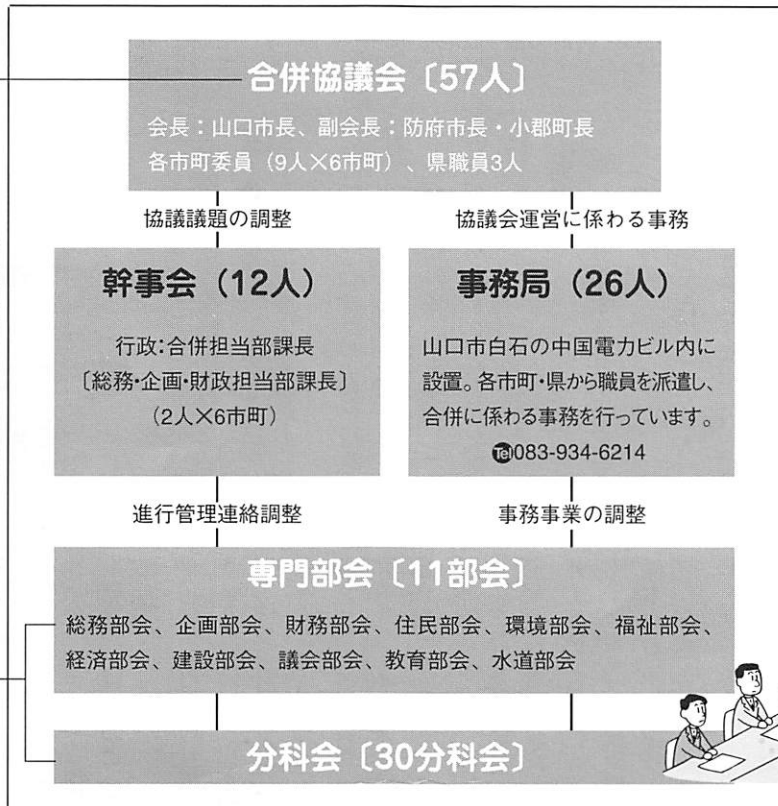 合併協議会〔57人〕
会長：山口市長、副会長：防府市長・小郡町長
各市町委員（9人×6市町）、県職員3人
協議議題の調整
協議会運営に係わる事務
幹事会（12人）
行政：合併担当部課長
〔総務・企画・財政担当部課長〕
（2人×6市町）
事務局（26人）
山口市白石の中国電力ビル内に
設置。各市町・県から職員を派遣し、
合併に係わる事務を行っています。
Tel083-934-6214
進行管理連絡調整
事務事業の調整
専門部会〔11部会〕
総務部会、企画部会、財務部会、住民部会、環境部会、福祉部会、
経済部会、建設部会、議会部会、教育部会、水道部会
分科会〔30分科会〕